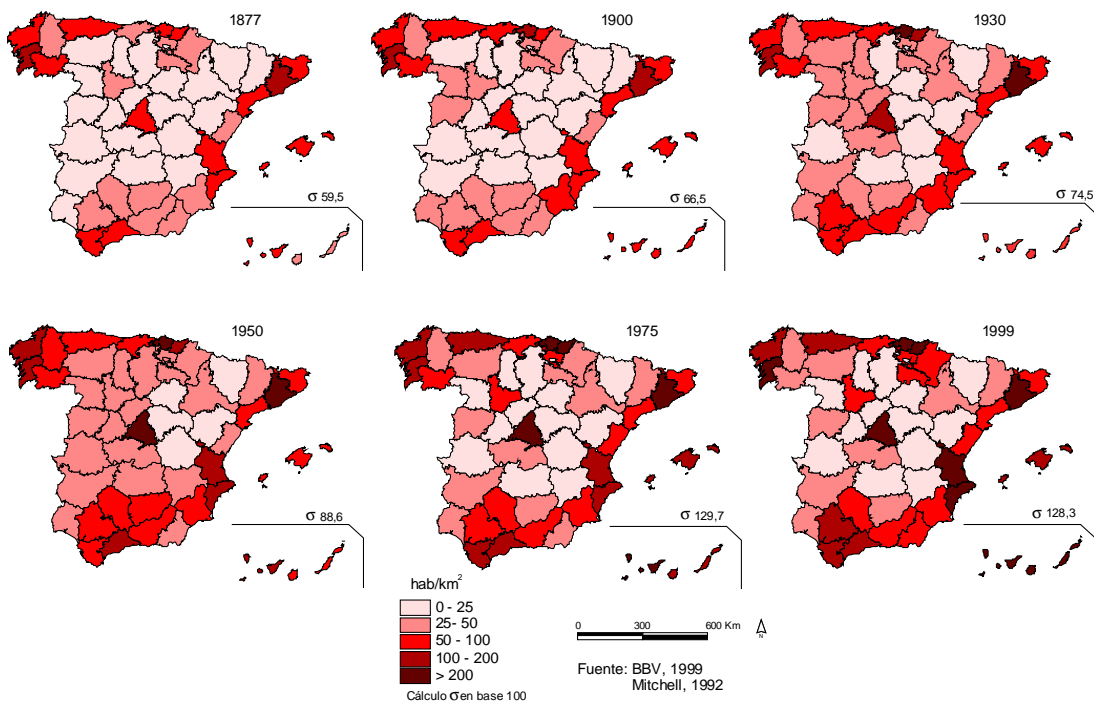 1877
1900
1930
σ 59,5
σ 66,5
σ 74,5
1950
1975
1999
σ 88,6
σ 129,7
σ 128,3
hab/km²
0 - 25
25- 50
50 - 100
100 - 200
> 200
Cálculo σ en base 100
0 300 600 Km
N
Fuente: BBV, 1999
Mitchell, 1992